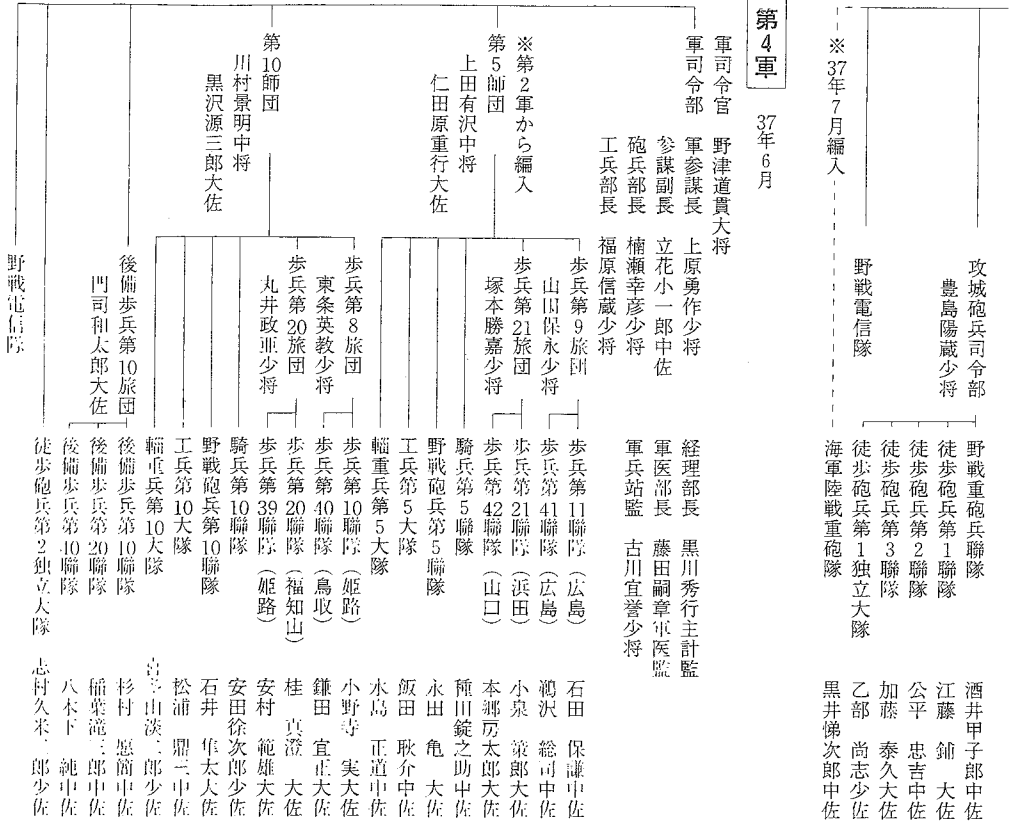 攻城砲兵司令部
豊島陽蔵少将
野戦重砲兵聯隊 酒井甲子郎中佐
徒歩砲兵第1聯隊 江藤 鋪 大佐
徒歩砲兵第2聯隊 公平 忠吉中佐
徒歩砲兵第3聯隊 加藤 泰久大佐
徒歩砲兵第1独立大隊 乙部 尚志少佐
野戦電信隊
※37年7月編入
海軍陸戦重砲隊 黒井悌次郎中佐
第4軍 37年6月
軍司令官 野津道貫大将
軍司令部 軍参謀長 上原勇作少将
参謀副長 立花小一郎中佐
砲兵部長 楠瀬幸彦少将
工兵部長 福原信蔵少将
経理部長 黒川秀行主計監
軍医部長 藤田嗣章軍医監
軍兵站監 古川宜誉少将
※第2軍から編入
第5師団
上田有沢中将
仁田原重行大佐
歩兵第9旅団
山田保永少将
歩兵第11聯隊(広島) 石田 保謙中佐
歩兵第41聯隊(広島) 鵜沢 総司中佐
歩兵第21旅団
塚本勝嘉少将
歩兵第21聯隊(浜田) 小泉 策郎大佐
歩兵第42聯隊(山口) 本郷房太郎大佐
騎兵第5聯隊 種川錠之助中佐
野戦砲兵第5聯隊 永田 亀 大佐
工兵第5大隊 飯田 耿介中佐
輜重兵第5大隊 水島 正道中佐
第10師団
川村景明中将
黒沢源三郎大佐
歩兵第8旅団
東条英教少将
歩兵第10聯隊(姫路) 小野寺 実大佐
歩兵第40聯隊(鳥取) 鎌田 宜正大佐
歩兵第20旅団
丸井政亜少将
歩兵第20聯隊(福知山) 桂 真澄 大佐
歩兵第39聯隊(姫路) 安村 範雄大佐
騎兵第10聯隊 安田徐次郎少佐
野戦砲兵第10聯隊 石井 隼太大佐
工兵第10大隊 松浦 鼎三中佐
輜重兵第10大隊 山淡二郎少佐
後備歩兵第10旅団
門司和太郎大佐
後備歩兵第10聯隊 杉村 愿簡中佐
後備歩兵第20聯隊 稲葉滝三郎中佐
後備歩兵第40聯隊 八木下 純中佐
徒歩砲兵第2独立大隊 志村久米 郎少佐
野戦電信隊